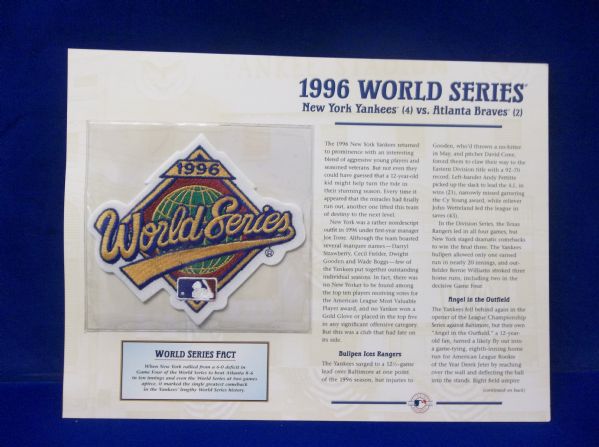 1996 WORLD SERIES
New York Yankees (4) vs. Atlanta Braves (2)
1996
World Series
®
WORLD SERIES FACT
When New York rallied from a 6-0 deficit in
Game Four of the World Series to beat Atlanta 8-6
in ten innings and even the World Series at two games
apiece, it marked the single greatest comeback
in the Yankees' lengthy World Series history.
The 1996 New York Yankees returned
to prominence with an interesting
blend of aggressive young players and
seasoned veterans. But not even they
could have guessed that a 12-year-old
kid might help turn the tide in
their stunning season. Every time it
appeared that the miracles had finally
run out, another one lifted this team
of destiny to the next level.
New York was a rather nondescript
outfit in 1996 under first-year manager
Joe Torre. Although the team boasted
several marquee names—Darryl
Strawberry, Cecil Fielder, Dwight
Gooden and Wade Boggs—few of
the Yankees put together outstanding
individual seasons. In fact, there was
no New Yorker to be found among
the top ten players receiving votes for
the American League Most Valuable
Player award, and no Yankee won a
Gold Glove or placed in the top five
in any significant offensive category.
But this was a club that had fate on
its side.
Bullpen Ices Rangers
The Yankees surged to a 12½-game
lead over Baltimore at one point
of the 1996 season, but injuries to
Gooden, who'd thrown a no-hitter
in May, and pitcher David Cone,
forced them to claw their way to the
Eastern Division title with a 92-70
record. Left-hander Andy Pettitte
picked up the slack to lead the A.L. in
wins (21), narrowly missed garnering
the Cy Young award, while reliever
John Wetteland led the league in
saves (43).
In the Division Series, the Texas
Rangers led in all four games, but
New York staged dramatic comebacks
to win the final three. The Yankees
bullpen allowed only one earned
run in nearly 20 innings, and out-
fielder Bernie Williams stroked three
home runs, including two in the
decisive Game Four.
Angel in the Outfield
The Yankees fell behind again in the
opener of the League Championship
Series against Baltimore, but their own
"Angel in the Outfield," a 12-year-
old fan, turned a likely fly out into
a game-tying, eighth-inning home
run for American League Rookie
of the Year Derek Jeter by reaching
over the wall and deflecting the ball
into the stands. Right field umpire
(continued on back)